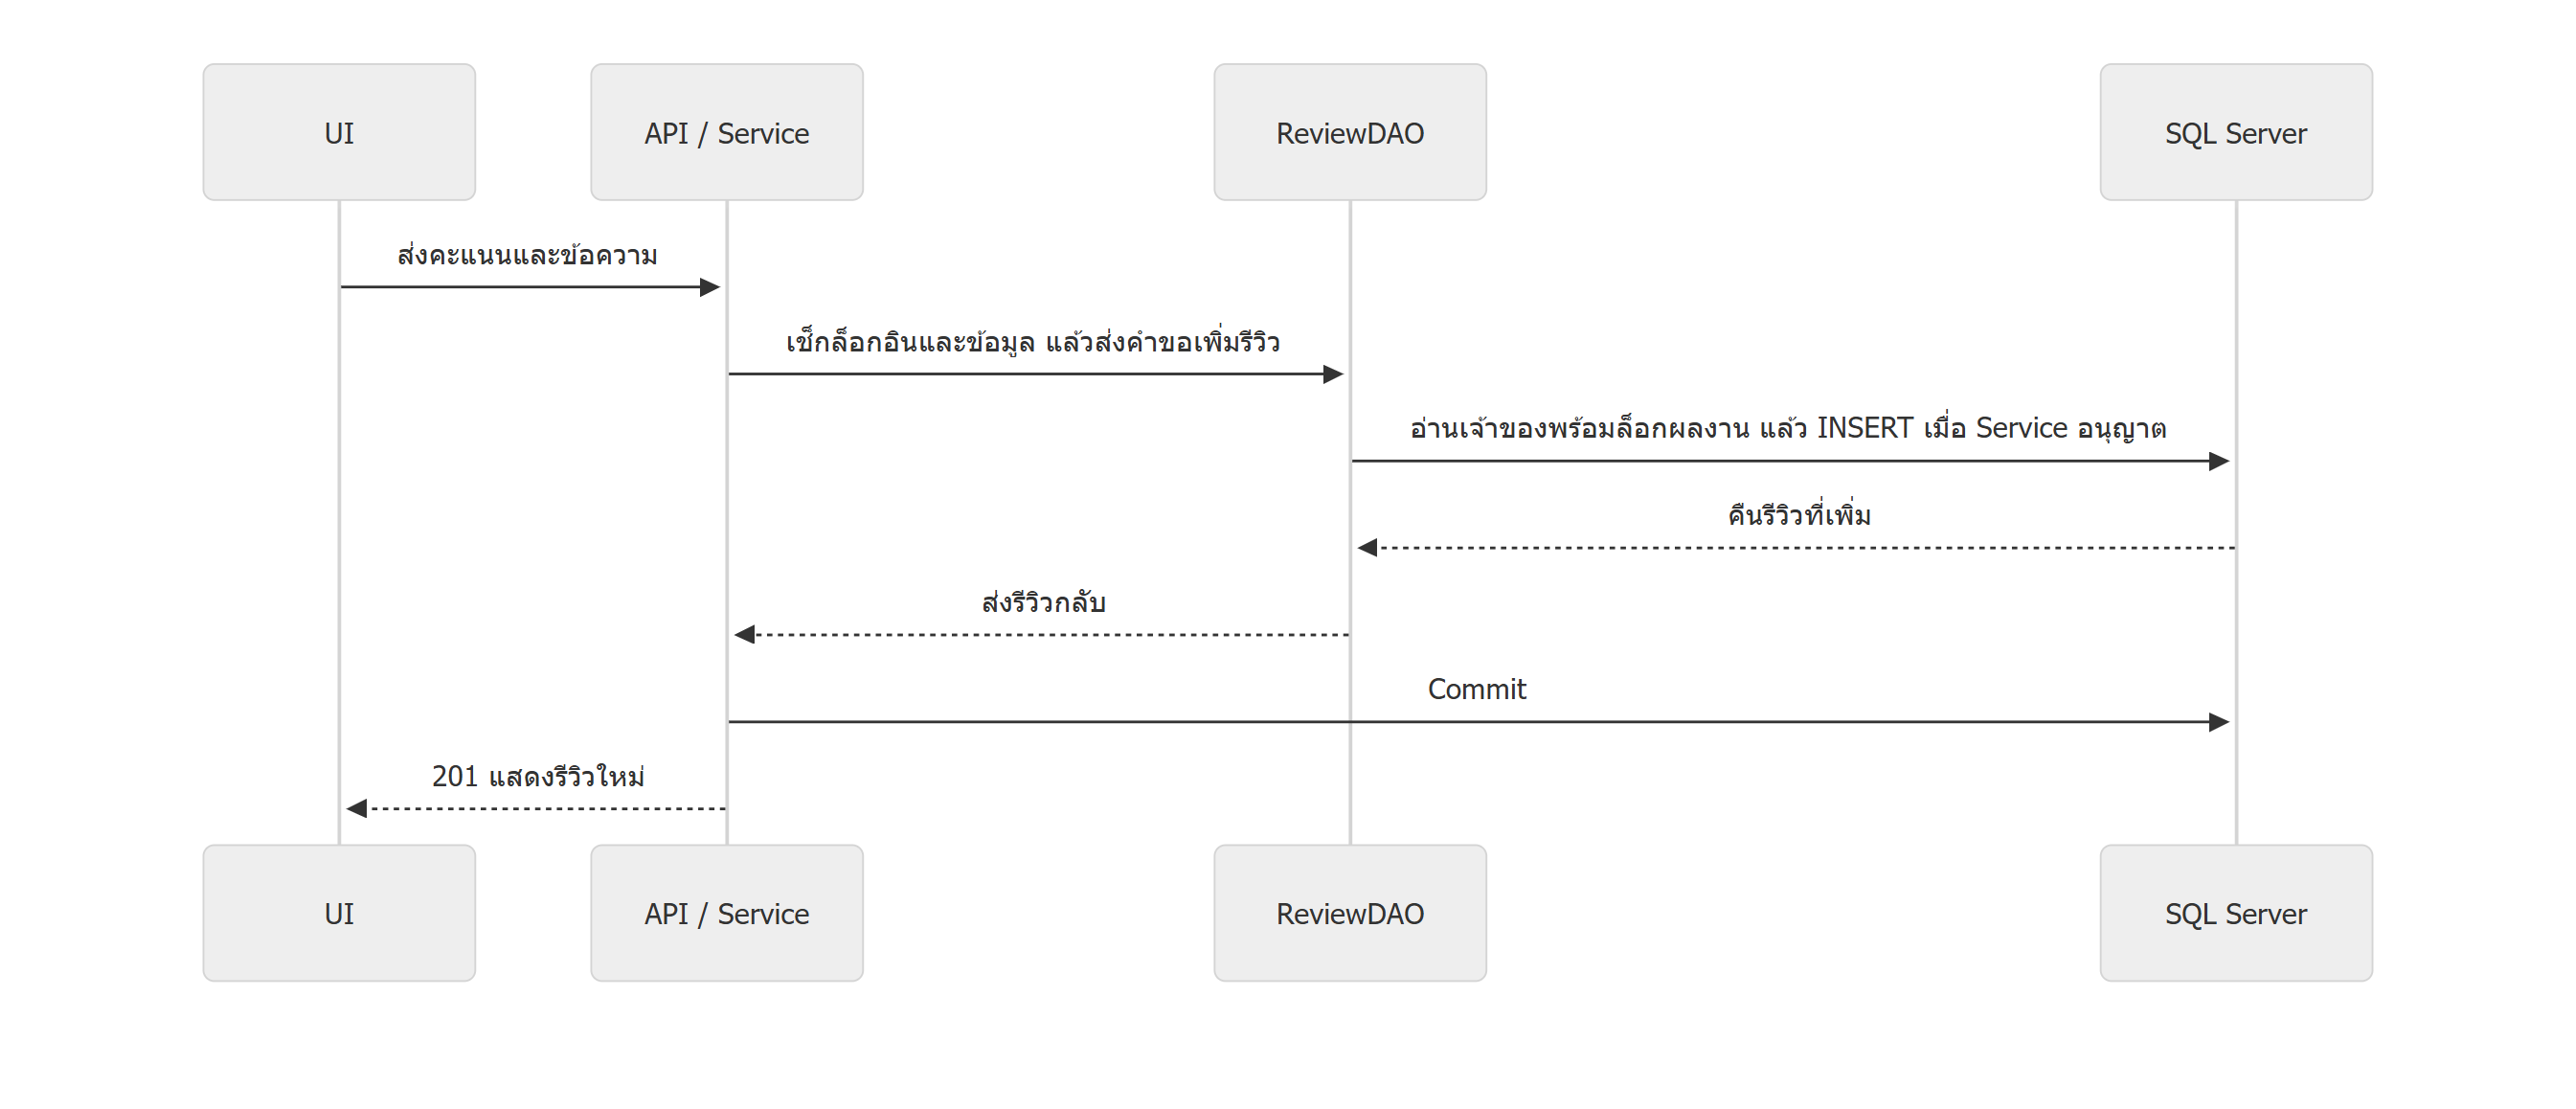 UI
API / Service
ReviewDAO
SQL Server
ส่งคะแนนและข้อความ
เช็กล็อกอินและข้อมูล แล้วส่งคำขอเพิ่มรีวิว
อ่านเจ้าของพร้อมล็อกผลงาน แล้ว INSERT เมื่อ Service อนุญาต
คืนรีวิวที่เพิ่ม
ส่งรีวิวกลับ
Commit
201 แสดงรีวิวใหม่
UI
API / Service
ReviewDAO
SQL Server